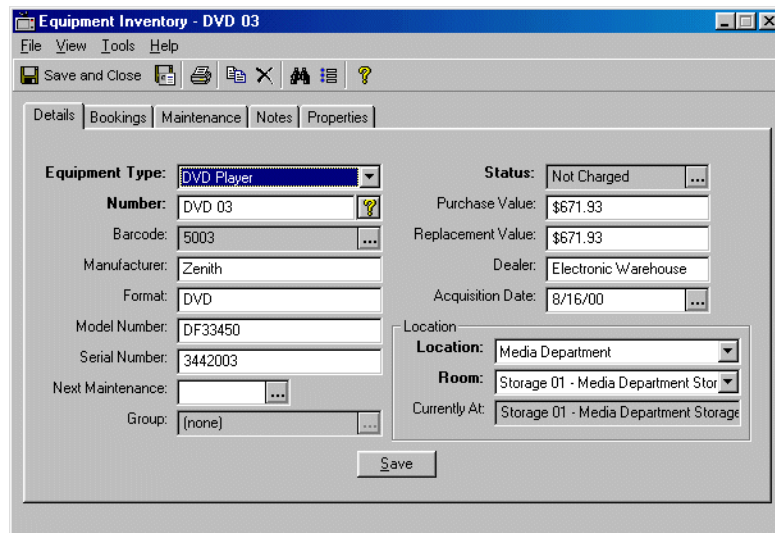 Equipment Inventory - DVD 03
File View Tools Help
Save and Close
Details Bookings Maintenance Notes Properties
Equipment Type: DVD Player
Number: DVD 03
Barcode: 5003 ...
Manufacturer: Zenith
Format: DVD
Model Number: DF33450
Serial Number: 3442003
Next Maintenance: ...
Group: (none) ...
Status: Not Charged ...
Purchase Value: $671.93
Replacement Value: $671.93
Dealer: Electronic Warehouse
Acquisition Date: 8/16/00 ...
Location
Location: Media Department
Room: Storage 01 - Media Department Stor
Currently At: Storage 01 - Media Department Storage
Save